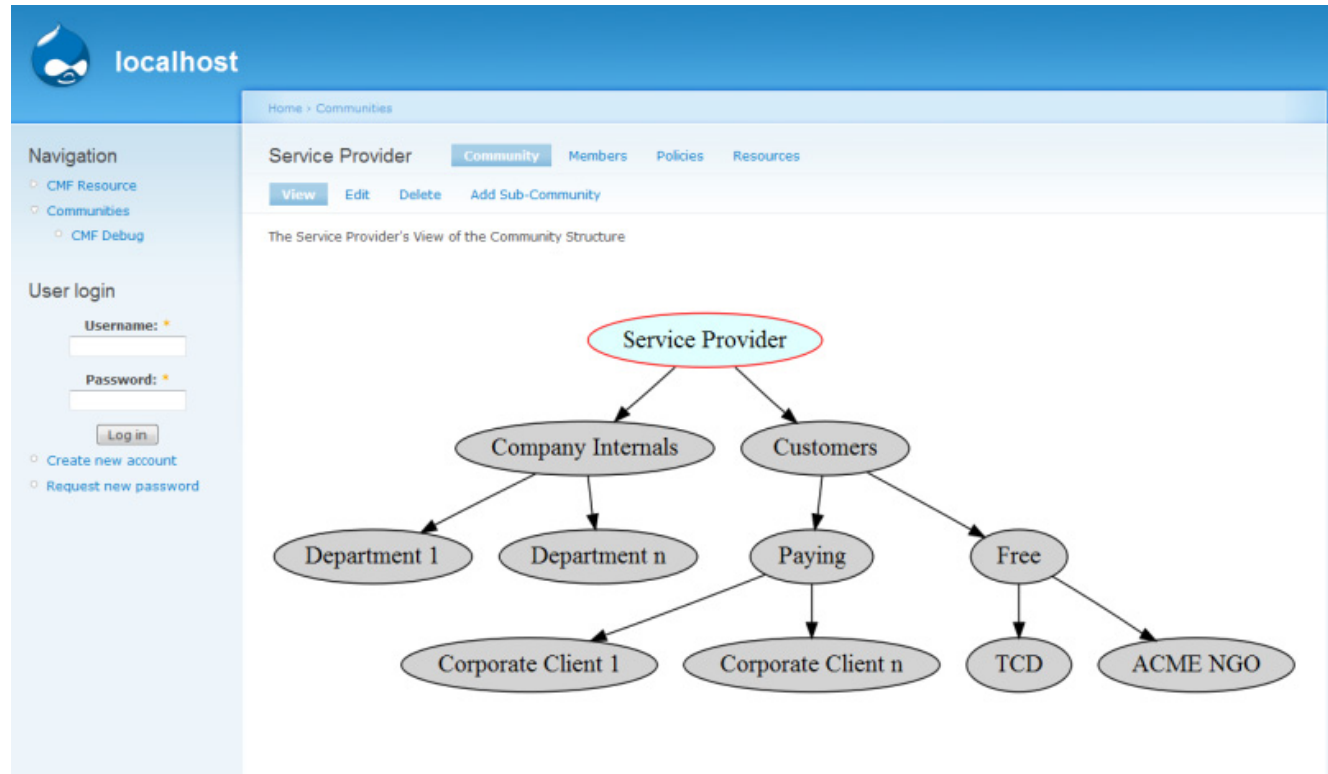 localhost
Home › Communities
Navigation
CMF Resource
Communities
CMF Debug
User login
Username: *
Password: *
Log in
Create new account
Request new password
Service Provider Community Members Policies Resources
View Edit Delete Add Sub-Community
The Service Provider's View of the Community Structure
Service Provider
Company Internals Customers
Department 1 Department n Paying Free
Corporate Client 1 Corporate Client n TCD ACME NGO